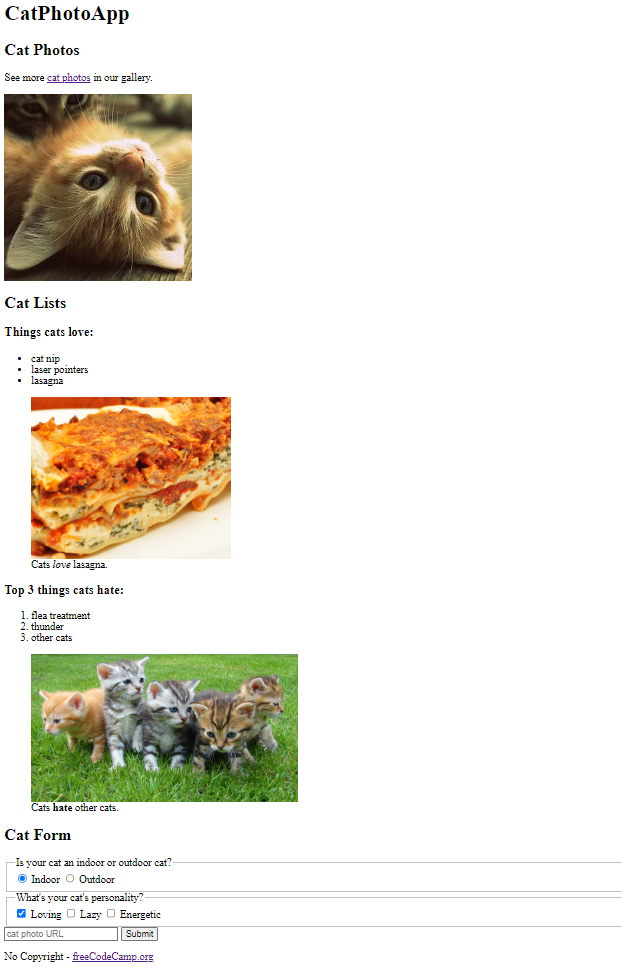 CatPhotoApp
Cat Photos
See more cat photos in our gallery.
Cat Lists
Things cats love:
cat nip
laser pointers
lasagna
Cats love lasagna.
Top 3 things cats hate:
1. flea treatment
2. thunder
3. other cats
Cats hate other cats.
Cat Form
Is your cat an indoor or outdoor cat?
Indoor Outdoor
What's your cat's personality?
Loving Lazy Energetic
cat photo URL Submit
No Copyright - freeCodeCamp.org